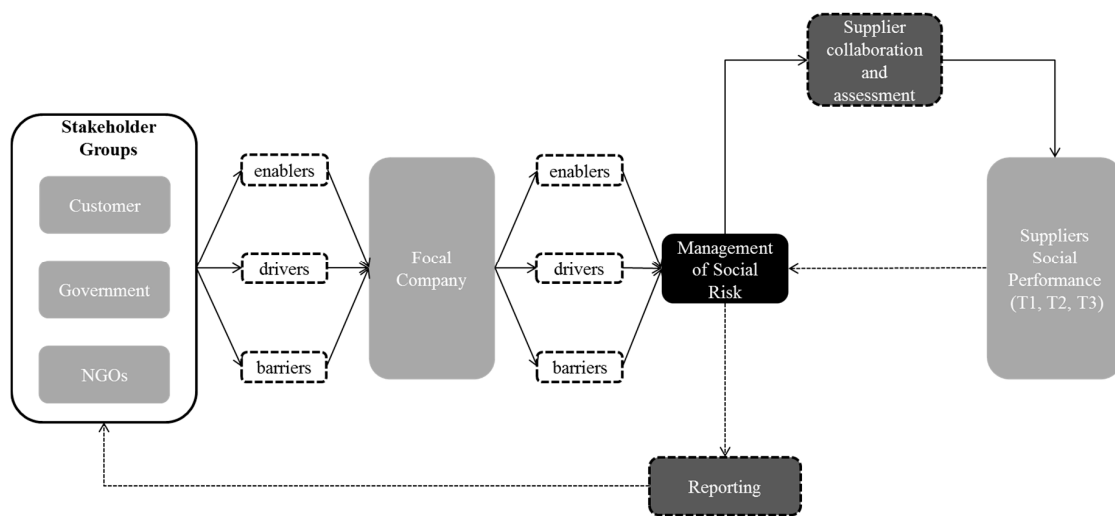 Stakeholder
Groups
Customer
Government
NGOs
enablers
drivers
barriers
Focal
Company
enablers
drivers
barriers
Management
of Social
Risk
Supplier
collaboration
and
assessment
Suppliers
Social
Performance
(T1, T2, T3)
Reporting